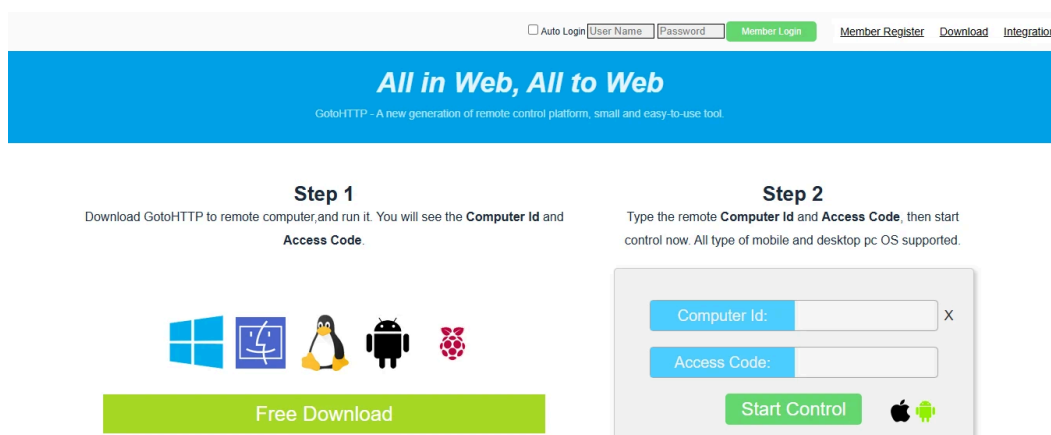 Auto Login User Name Password Member Login Member Register Download Integration
All in Web, All to Web
GotoHTTP - A new generation of remote control platform, small and easy-to-use tool.
Step 1
Download GotoHTTP to remote computer,and run it. You will see the Computer Id and
Access Code.
Free Download
Step 2
Type the remote Computer Id and Access Code, then start
control now. All type of mobile and desktop pc OS supported.
Computer Id: X
Access Code:
Start Control